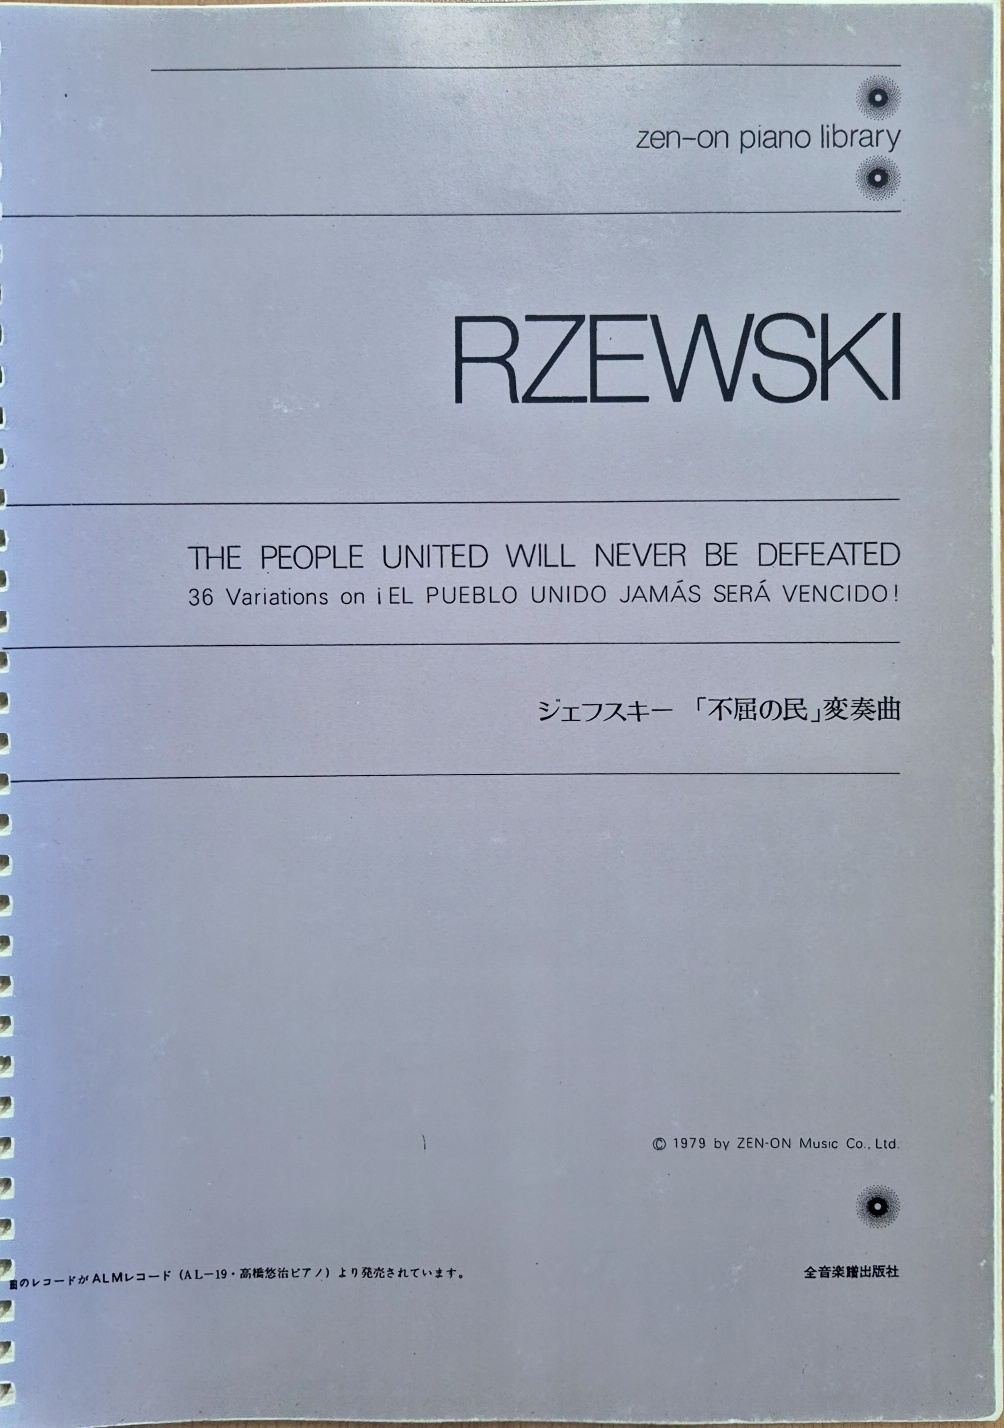 zen-on piano library
RZEWSKI
THE PEOPLE UNITED WILL NEVER BE DEFEATED
36 Variations on ¡EL PUEBLO UNIDO JAMÁS SERÁ VENCIDO!
ジェフスキー 「不屈の民」変奏曲
© 1979 by ZEN-ON Music Co., Ltd.
のレコードがALMレコード（AL－19・高橋悠治ピアノ）より発売されています。
全音楽譜出版社